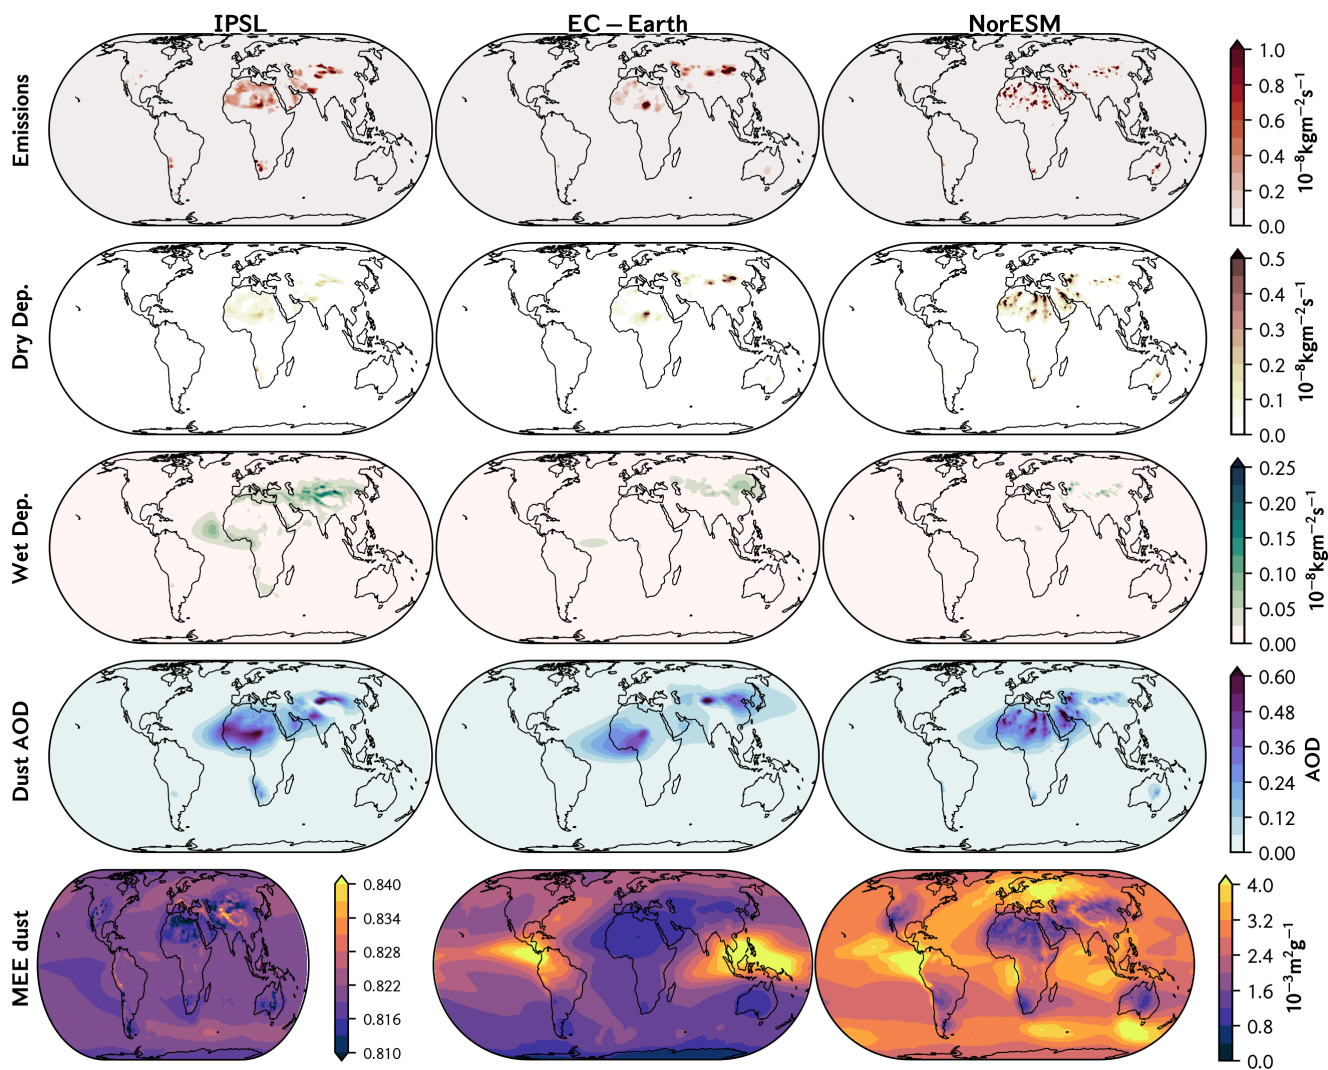 IPSL
EC – Earth
NorESM
Emissions
1.0
0.8
0.6
0.4
0.2
0.0
10⁻⁸kgm⁻²s⁻¹
Dry Dep.
0.5
0.4
0.3
0.2
0.1
0.0
10⁻⁸kgm⁻²s⁻¹
Wet Dep.
0.25
0.20
0.15
0.10
0.05
0.00
10⁻⁸kgm⁻²s⁻¹
Dust AOD
0.60
0.48
0.36
0.24
0.12
0.00
AOD
MEE dust
0.840
0.834
0.828
0.822
0.816
0.810
4.0
3.2
2.4
1.6
0.8
0.0
10⁻³m²g⁻¹